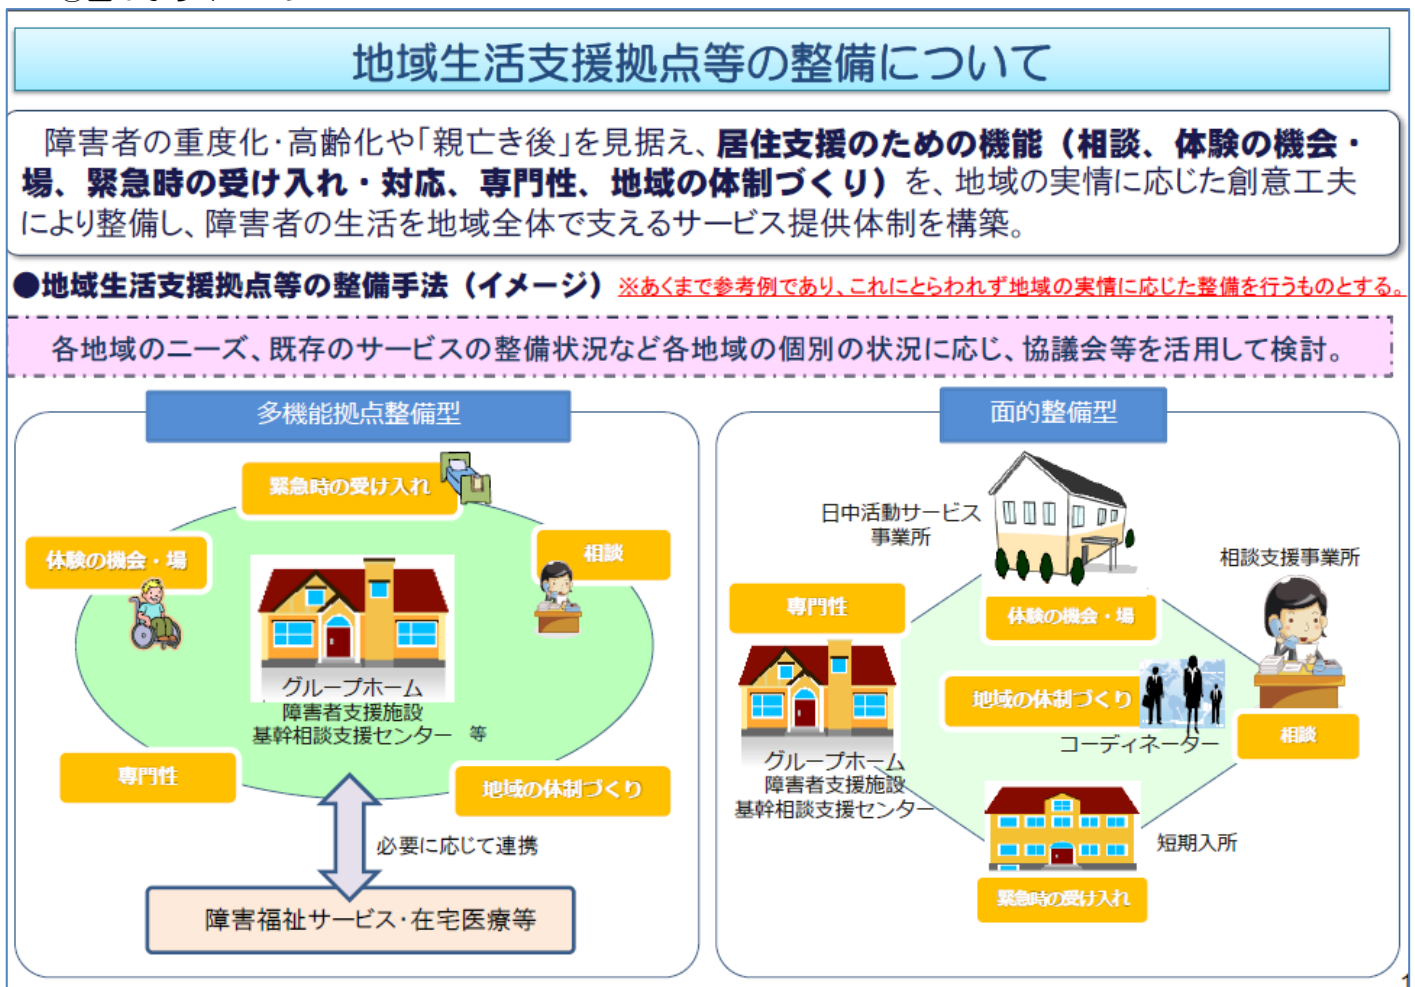 地域生活支援拠点等の整備について
障害者の重度化・高齢化や「親亡き後」を見据え、居住支援のための機能（相談、体験の機会・
場、緊急時の受け入れ・対応、専門性、地域の体制づくり）を、地域の実情に応じた創意工夫
により整備し、障害者の生活を地域全体で支えるサービス提供体制を構築。
●地域生活支援拠点等の整備手法（イメージ）※あくまで参考例であり、これにとらわれず地域の実情に応じた整備を行うものとする。
各地域のニーズ、既存のサービスの整備状況など各地域の個別の状況に応じ、協議会等を活用して検討。
多機能拠点整備型
緊急時の受け入れ
体験の機会・場
相談
グループホーム
障害者支援施設
基幹相談支援センター 等
専門性
地域の体制づくり
必要に応じて連携
障害福祉サービス・在宅医療等
面的整備型
日中活動サービス
事業所
相談支援事業所
専門性
体験の機会・場
地域の体制づくり
コーディネーター
相談
グループホーム
障害者支援施設
基幹相談支援センター
短期入所
緊急時の受け入れ
1